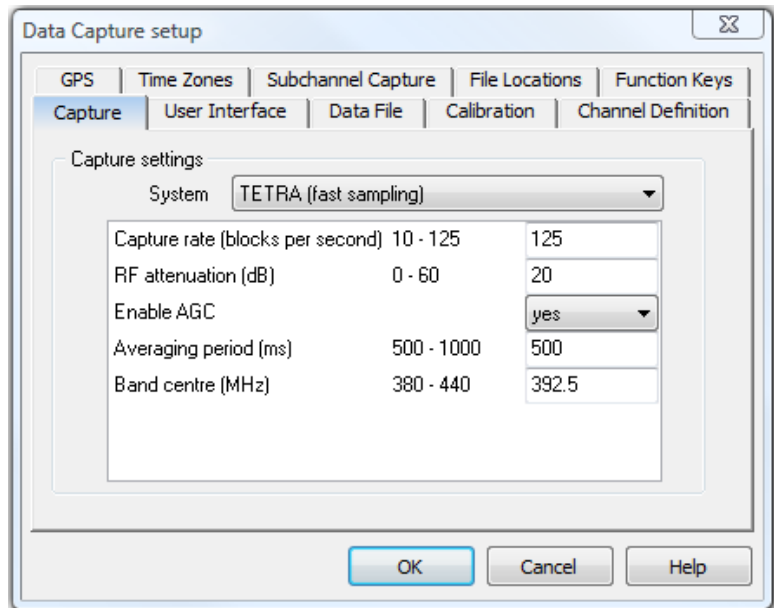 Data Capture setup
GPS Time Zones Subchannel Capture File Locations Function Keys
Capture User Interface Data File Calibration Channel Definition
Capture settings
System TETRA (fast sampling)
Capture rate (blocks per second) 10 - 125 125
RF attenuation (dB) 0 - 60 20
Enable AGC yes
Averaging period (ms) 500 - 1000 500
Band centre (MHz) 380 - 440 392.5
OK Cancel Help